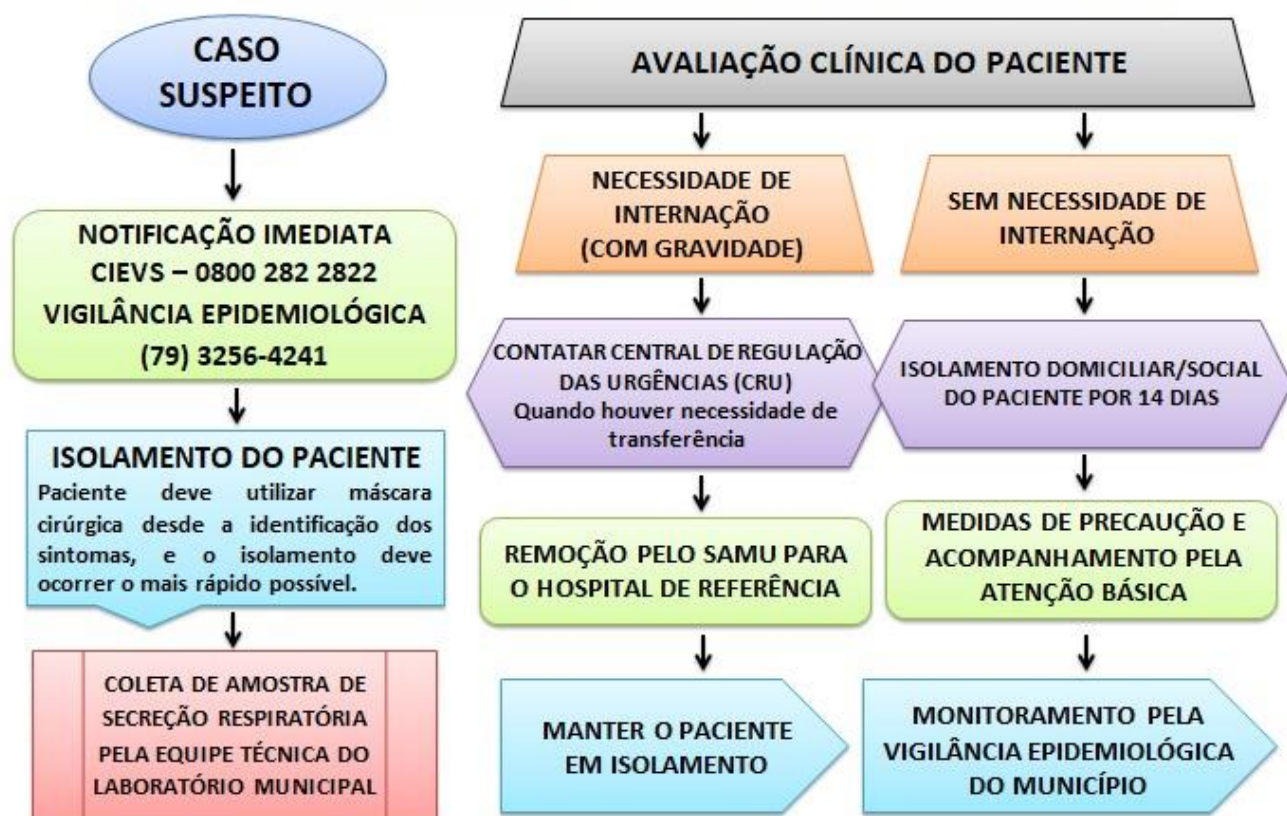 CASO
SUSPEITO
NOTIFICAÇÃO IMEDIATA
CIEVS – 0800 282 2822
VIGILÂNCIA EPIDEMIOLÓGICA
(79) 3256-4241
ISOLAMENTO DO PACIENTE
Paciente deve utilizar máscara
cirúrgica desde a identificação dos
sintomas, e o isolamento deve
ocorrer o mais rápido possível.
COLETA DE AMOSTRA DE
SECREÇÃO RESPIRATÓRIA
PELA EQUIPE TÉCNICA DO
LABORATÓRIO MUNICIPAL
AVALIAÇÃO CLÍNICA DO PACIENTE
NECESSIDADE DE
INTERNAÇÃO
(COM GRAVIDADE)
CONTATAR CENTRAL DE REGULAÇÃO
DAS URGÊNCIAS (CRU)
Quando houver necessidade de
transferência
REMOÇÃO PELO SAMU PARA
O HOSPITAL DE REFERÊNCIA
MANTER O PACIENTE
EM ISOLAMENTO
SEM NECESSIDADE DE
INTERNAÇÃO
ISOLAMENTO DOMICILIAR/SOCIAL
DO PACIENTE POR 14 DIAS
MEDIDAS DE PRECAUÇÃO E
ACOMPANHAMENTO PELA
ATENÇÃO BÁSICA
MONITORAMENTO PELA
VIGILÂNCIA EPIDEMIOLÓGICA
DO MUNICÍPIO